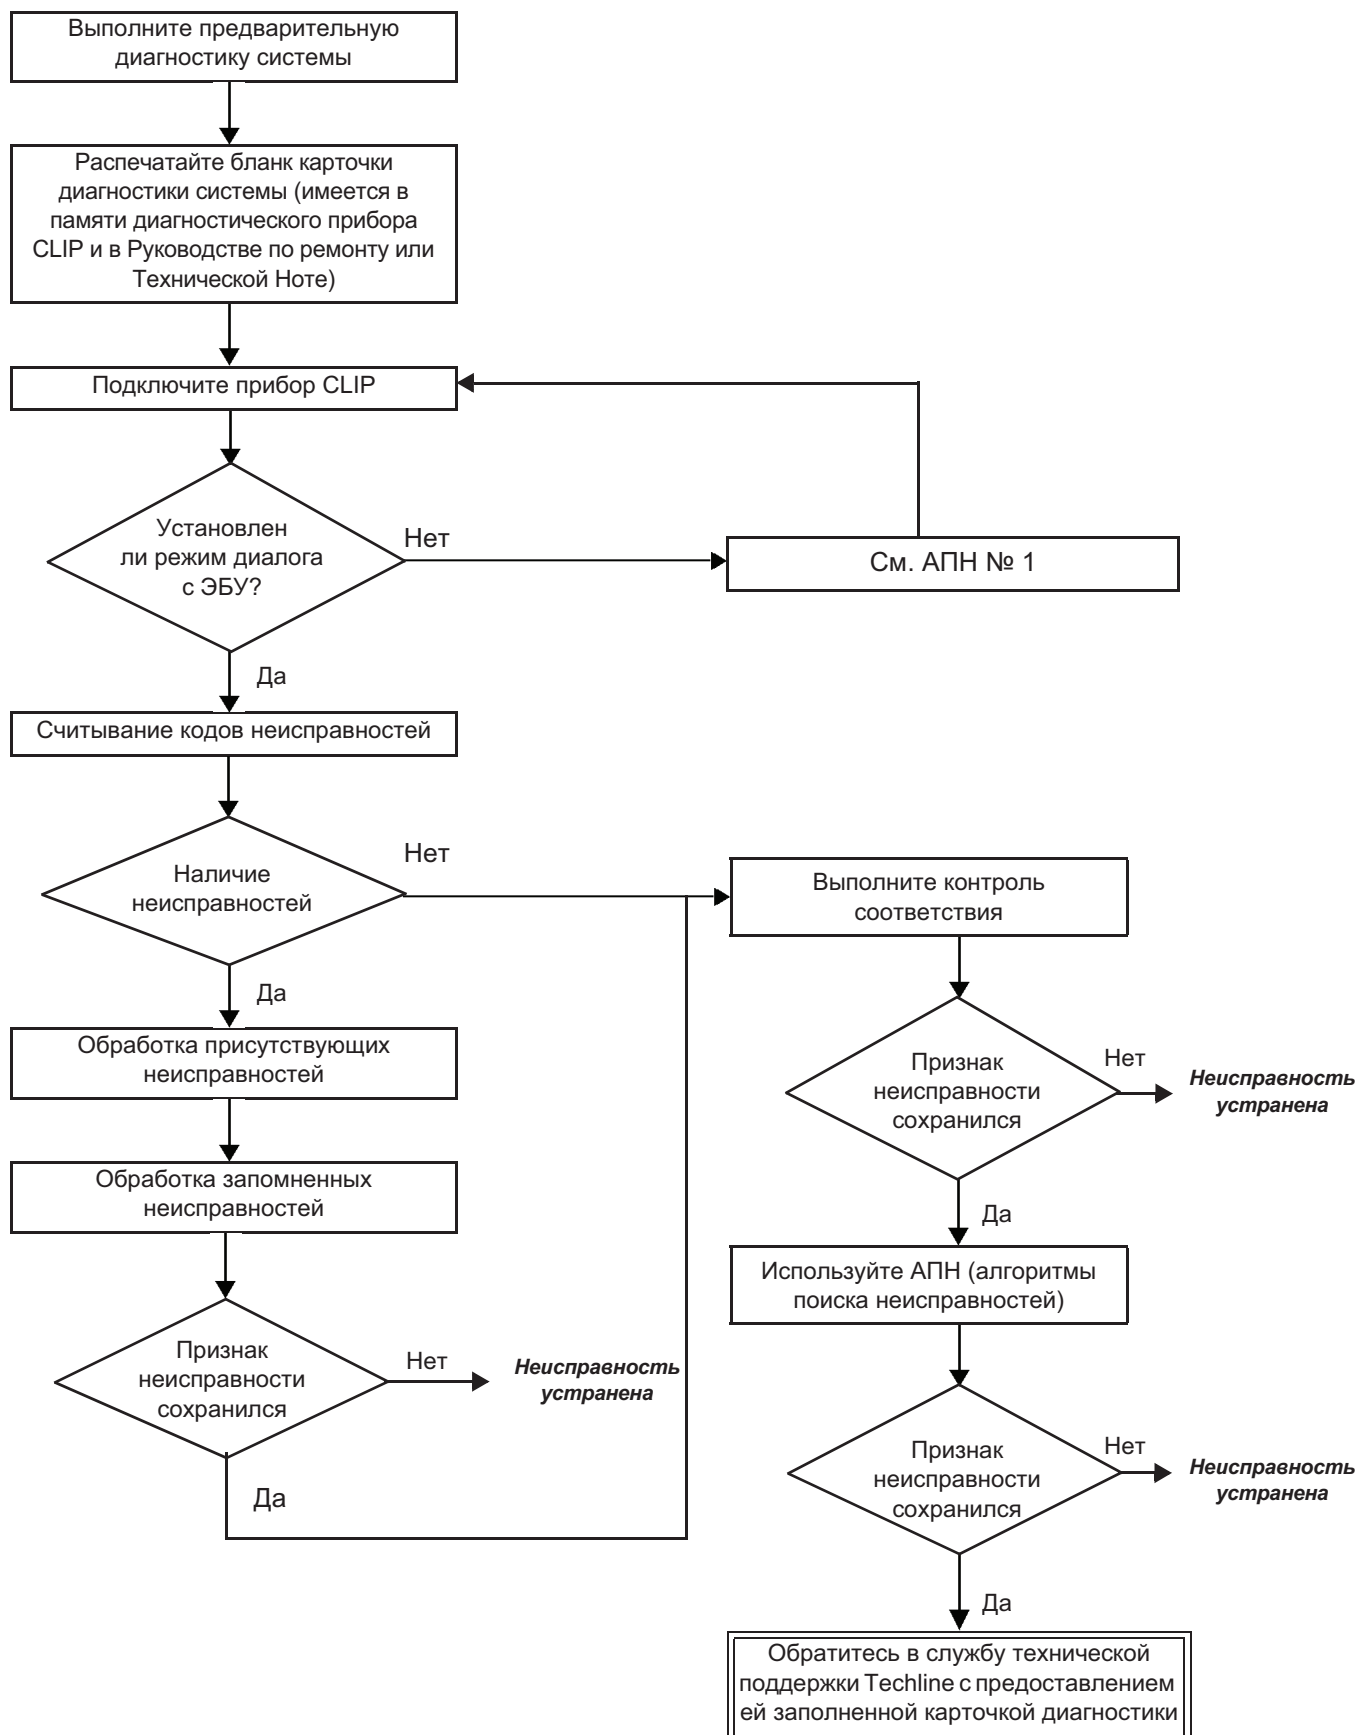 Выполните предварительную
диагностику системы
Распечатайте бланк карточки
диагностики системы (имеется в
памяти диагностического прибора
CLIP и в Руководстве по ремонту или
Технической Ноте)
Подключите прибор CLIP
Установлен
ли режим диалога
с ЭБУ?
Нет
См. АПН № 1
Да
Считывание кодов неисправностей
Наличие
неисправностей
Нет
Да
Обработка присутствующих
неисправностей
Обработка запомненных
неисправностей
Признак
неисправности
сохранился
Нет
Неисправность
устранена
Да
Выполните контроль
соответствия
Признак
неисправности
сохранился
Нет
Неисправность
устранена
Да
Используйте АПН (алгоритмы
поиска неисправностей)
Признак
неисправности
сохранился
Нет
Неисправность
устранена
Да
Обратитесь в службу технической
поддержки Techline с предоставлением
ей заполненной карточкой диагностики